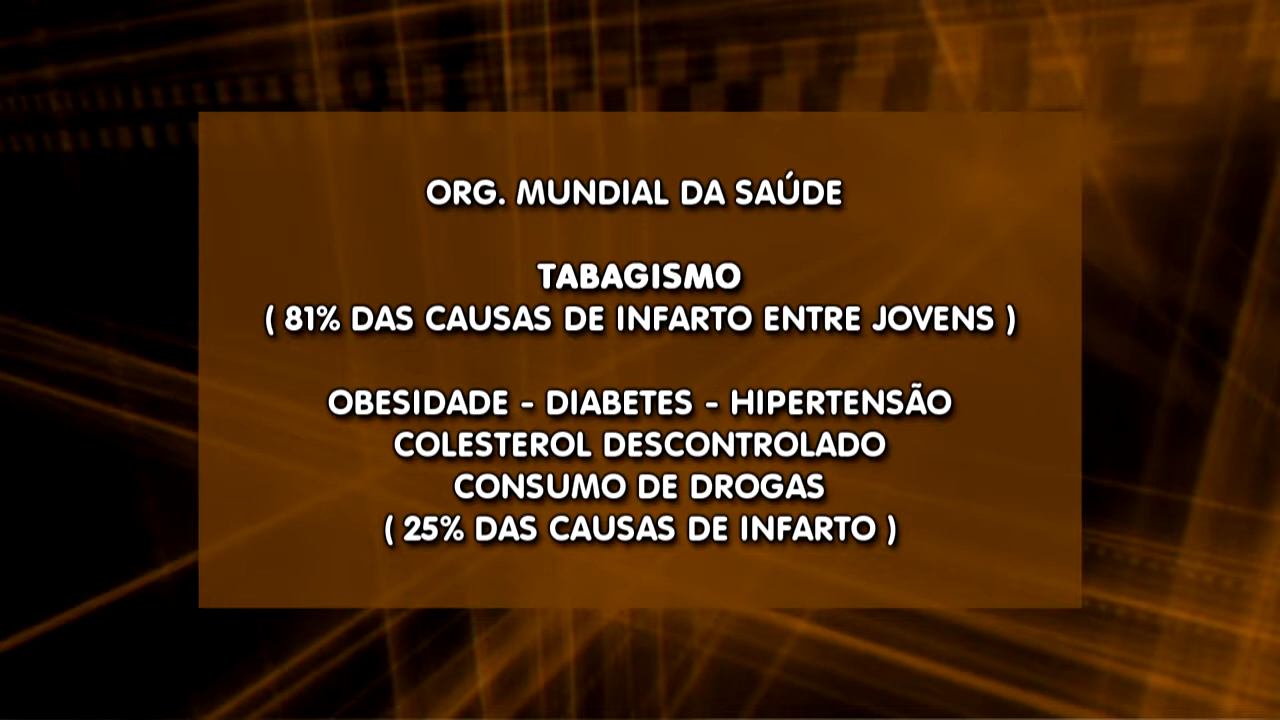 ORG. MUNDIAL DA SAÚDE
TABAGISMO
( 81% DAS CAUSAS DE INFARTO ENTRE JOVENS )
OBESIDADE - DIABETES - HIPERTENSÃO
COLESTEROL DESCONTROLADO
CONSUMO DE DROGAS
( 25% DAS CAUSAS DE INFARTO )